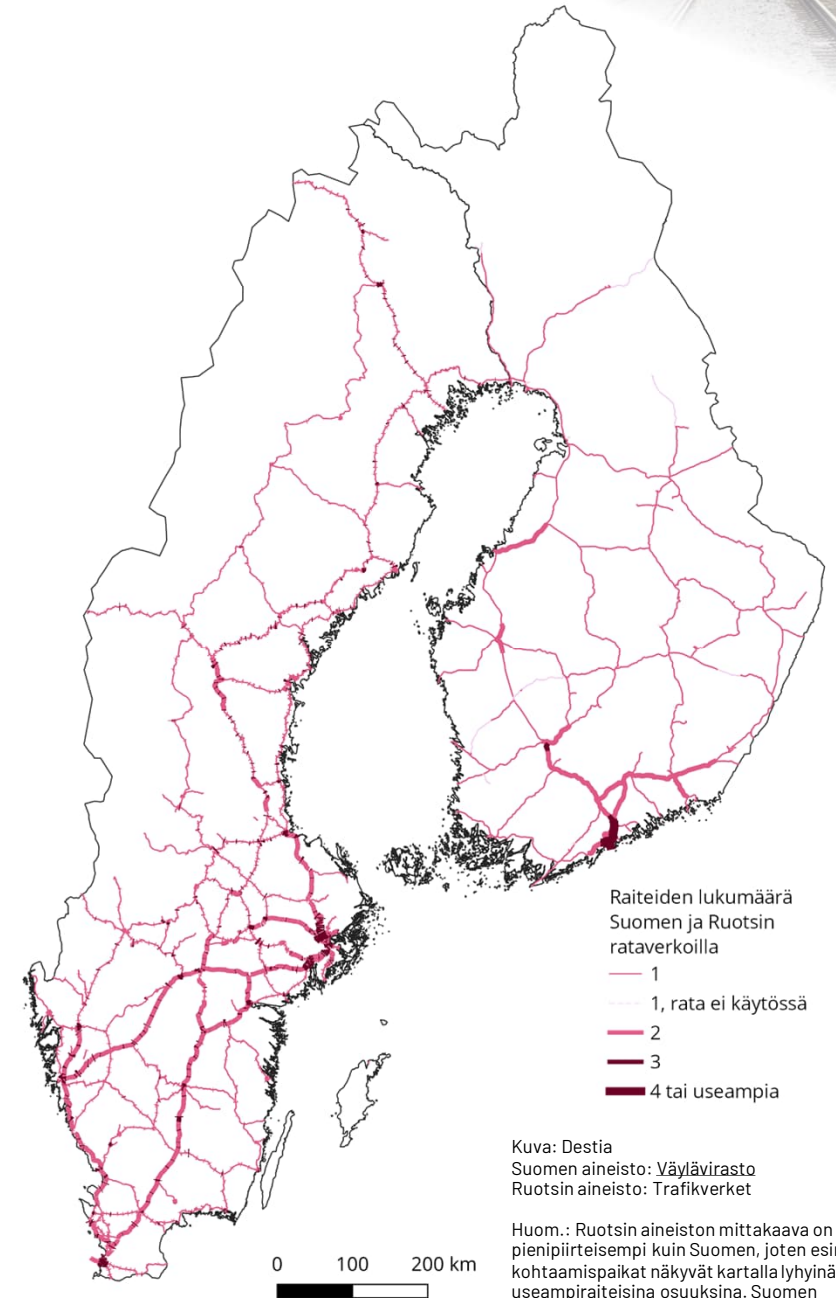 Raiteiden lukumäärä
Suomen ja Ruotsin
rataverkoilla
1
1, rata ei käytössä
2
3
4 tai useampia
Kuva: Destia
Suomen aineisto: Väylävirasto
Ruotsin aineisto: Trafikverket
Huom.: Ruotsin aineiston mittakaava on
pienipiirteisempi kuin Suomen, joten
kohtaamispaikat näkyvät kartalla lyhyinä
useampiraiteisina osuuksina. Suomen
0 100 200 km